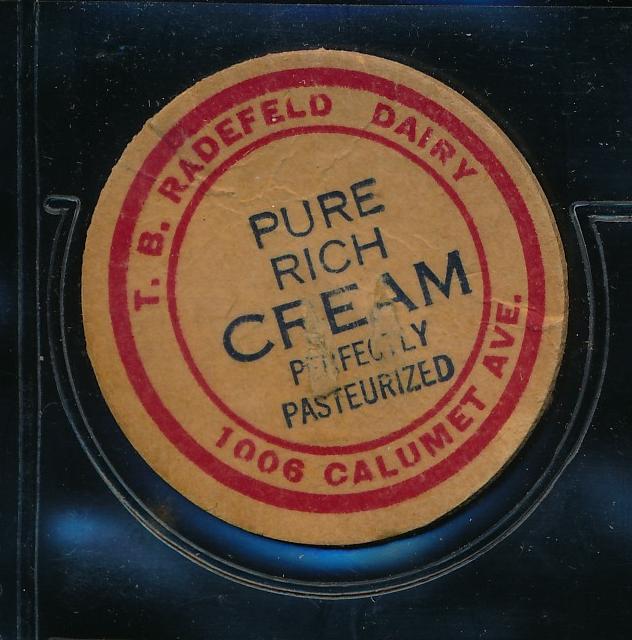 T. B. RADEFELD DAIRY
PURE
RICH
CREAM
PERFECTLY
PASTEURIZED
1006 CALUMET AVE.